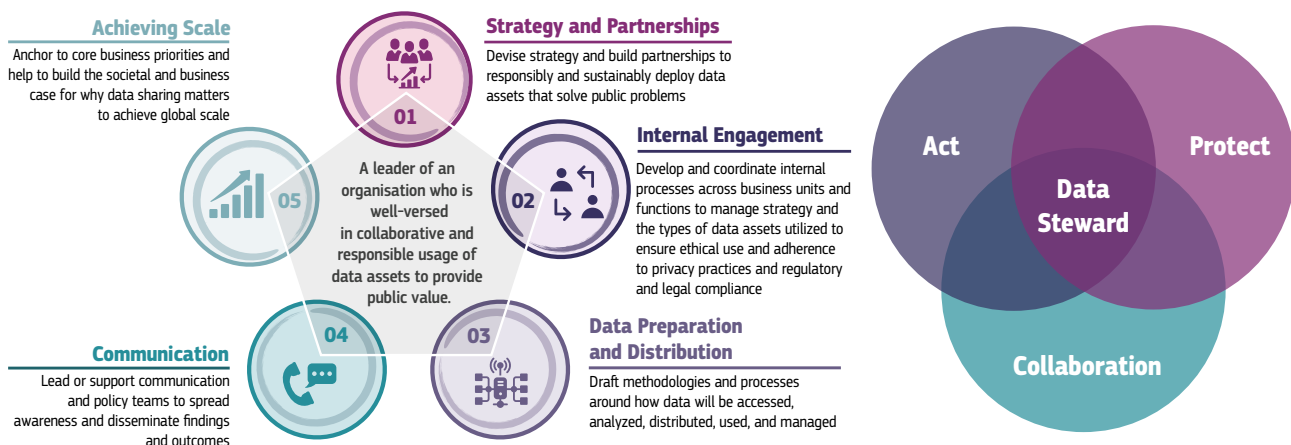 Strategy and Partnerships
Devise strategy and build partnerships to
responsibly and sustainably deploy data
assets that solve public problems
01
Internal Engagement
Develop and coordinate internal
processes across business units and
functions to manage strategy and
the types of data assets utilized to
ensure ethical use and adherence
to privacy practices and regulatory
and legal compliance
02
Data Preparation
and Distribution
Draft methodologies and processes
around how data will be accessed,
analyzed, distributed, used, and managed
03
Communication
Lead or support communication
and policy teams to spread
awareness and disseminate findings
and outcomes
04
Achieving Scale
Anchor to core business priorities and
help to build the societal and business
case for why data sharing matters
to achieve global scale
05
A leader of an
organisation who is
well-versed
in collaborative and
responsible usage of
data assets to provide
public value.
Act
Protect
Data
Steward
Collaboration